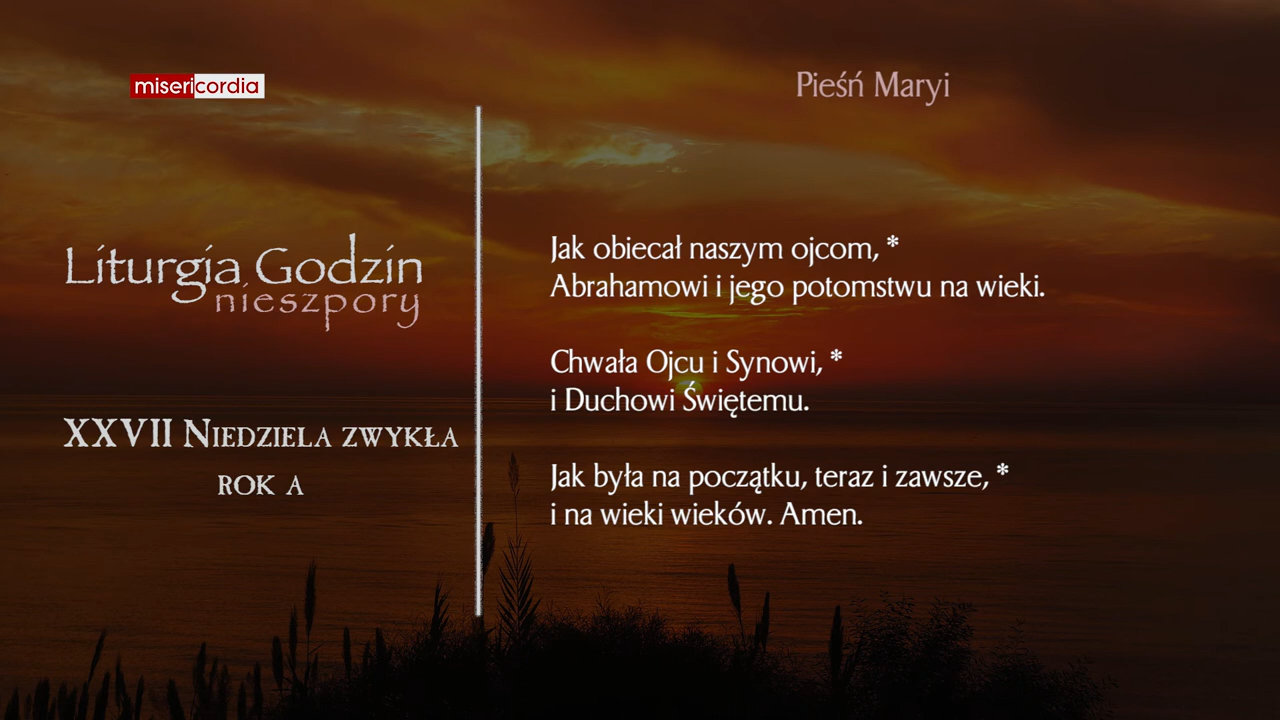 misericordia
Liturgia Godzin
nieszpory
XXVII Niedziela zwykła
rok a
Pieśń Maryi
Jak obiecał naszym ojcom, *
Abrahamowi i jego potomstwu na wieki.
Chwała Ojcu i Synowi, *
i Duchowi Świętemu.
Jak była na początku, teraz i zawsze, *
i na wieki wieków. Amen.